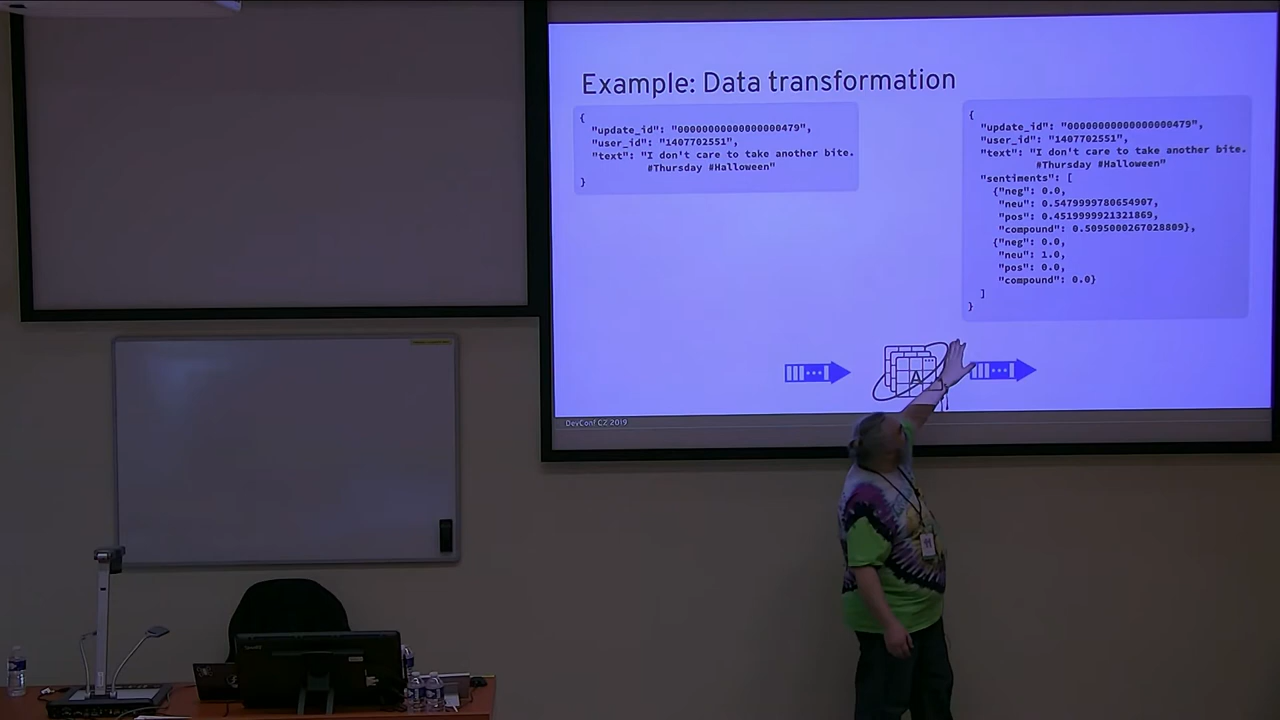 Example: Data transformation
{
"update_id": "00000000000000000479",
"user_id": "1407702551",
"text": "I don't care to take another bite.
#Thursday #Halloween"
}
{
"update_id": "00000000000000000479",
"user_id": "1407702551",
"text": "I don't care to take another bite.
#Thursday #Halloween"
"sentiments": [
{"neg": 0.0,
"neu": 0.5479999780654907,
"pos": 0.4519999921321869,
"compound": 0.5095000267028809},
{"neg": 0.0,
"neu": 1.0,
"pos": 0.0,
"compound": 0.0}
]
}
A
DevConf CZ 2019